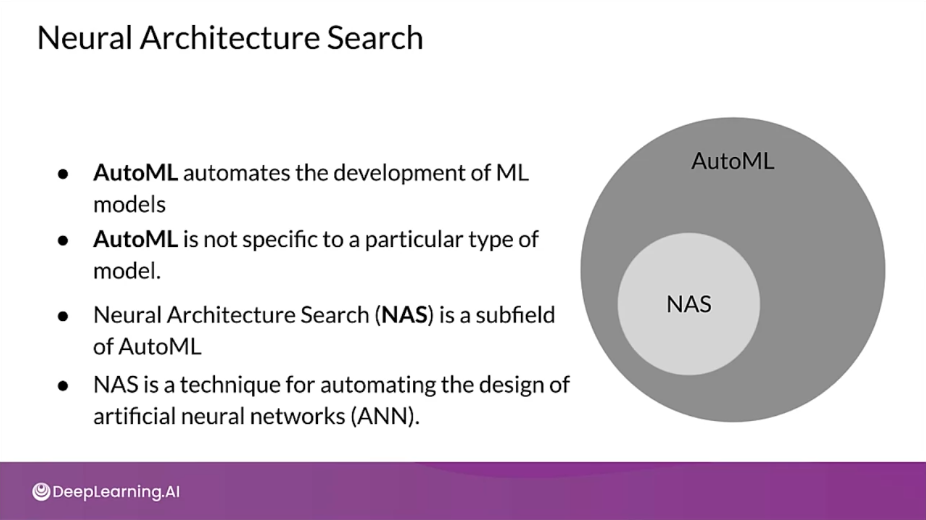 Neural Architecture Search
● AutoML automates the development of ML
models
● AutoML is not specific to a particular type of
model.
● Neural Architecture Search (NAS) is a subfield
of AutoML
● NAS is a technique for automating the design of
artificial neural networks (ANN).
AutoML
NAS
DeepLearning.AI